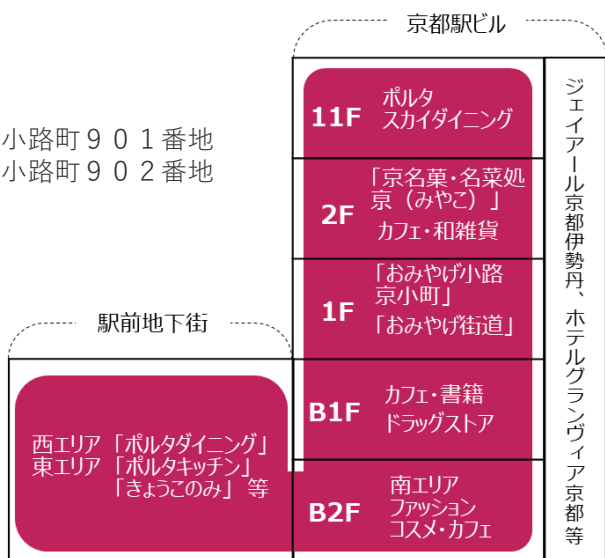 京都駅ビル
小路町９０１番地
小路町９０２番地
11F
ポルタ
スカイダイニング
2F
「京名菓・名菜処
京（みやこ）」
カフェ・和雑貨
1F
「おみやげ小路
京小町」
「おみやげ街道」
駅前地下街
B1F
カフェ・書籍
ドラッグストア
西エリア「ポルタダイニング」
東エリア「ポルタキッチン」
「きょうこのみ」等
B2F
南エリア
ファッション
コスメ・カフェ
ジェイアール京都伊勢丹、ホテルグランヴィア京都等